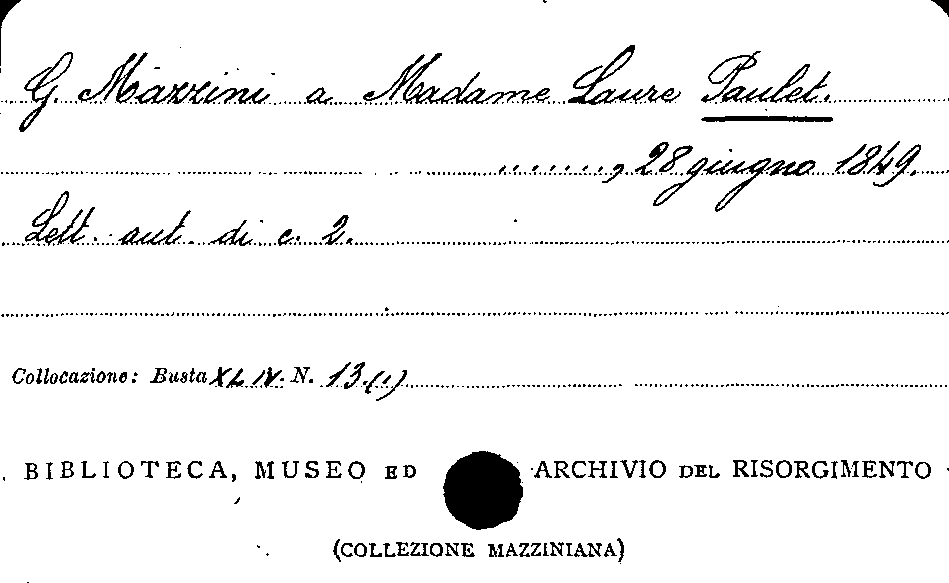 G. Mazzini a Madame Laure Paulet.
........, 28 giugno 1849.
Lett. aut. di c. 2.
Collocazione: Busta XLIV. N. 13.(1)
BIBLIOTECA, MUSEO ED ARCHIVIO DEL RISORGIMENTO
(COLLEZIONE MAZZINIANA)